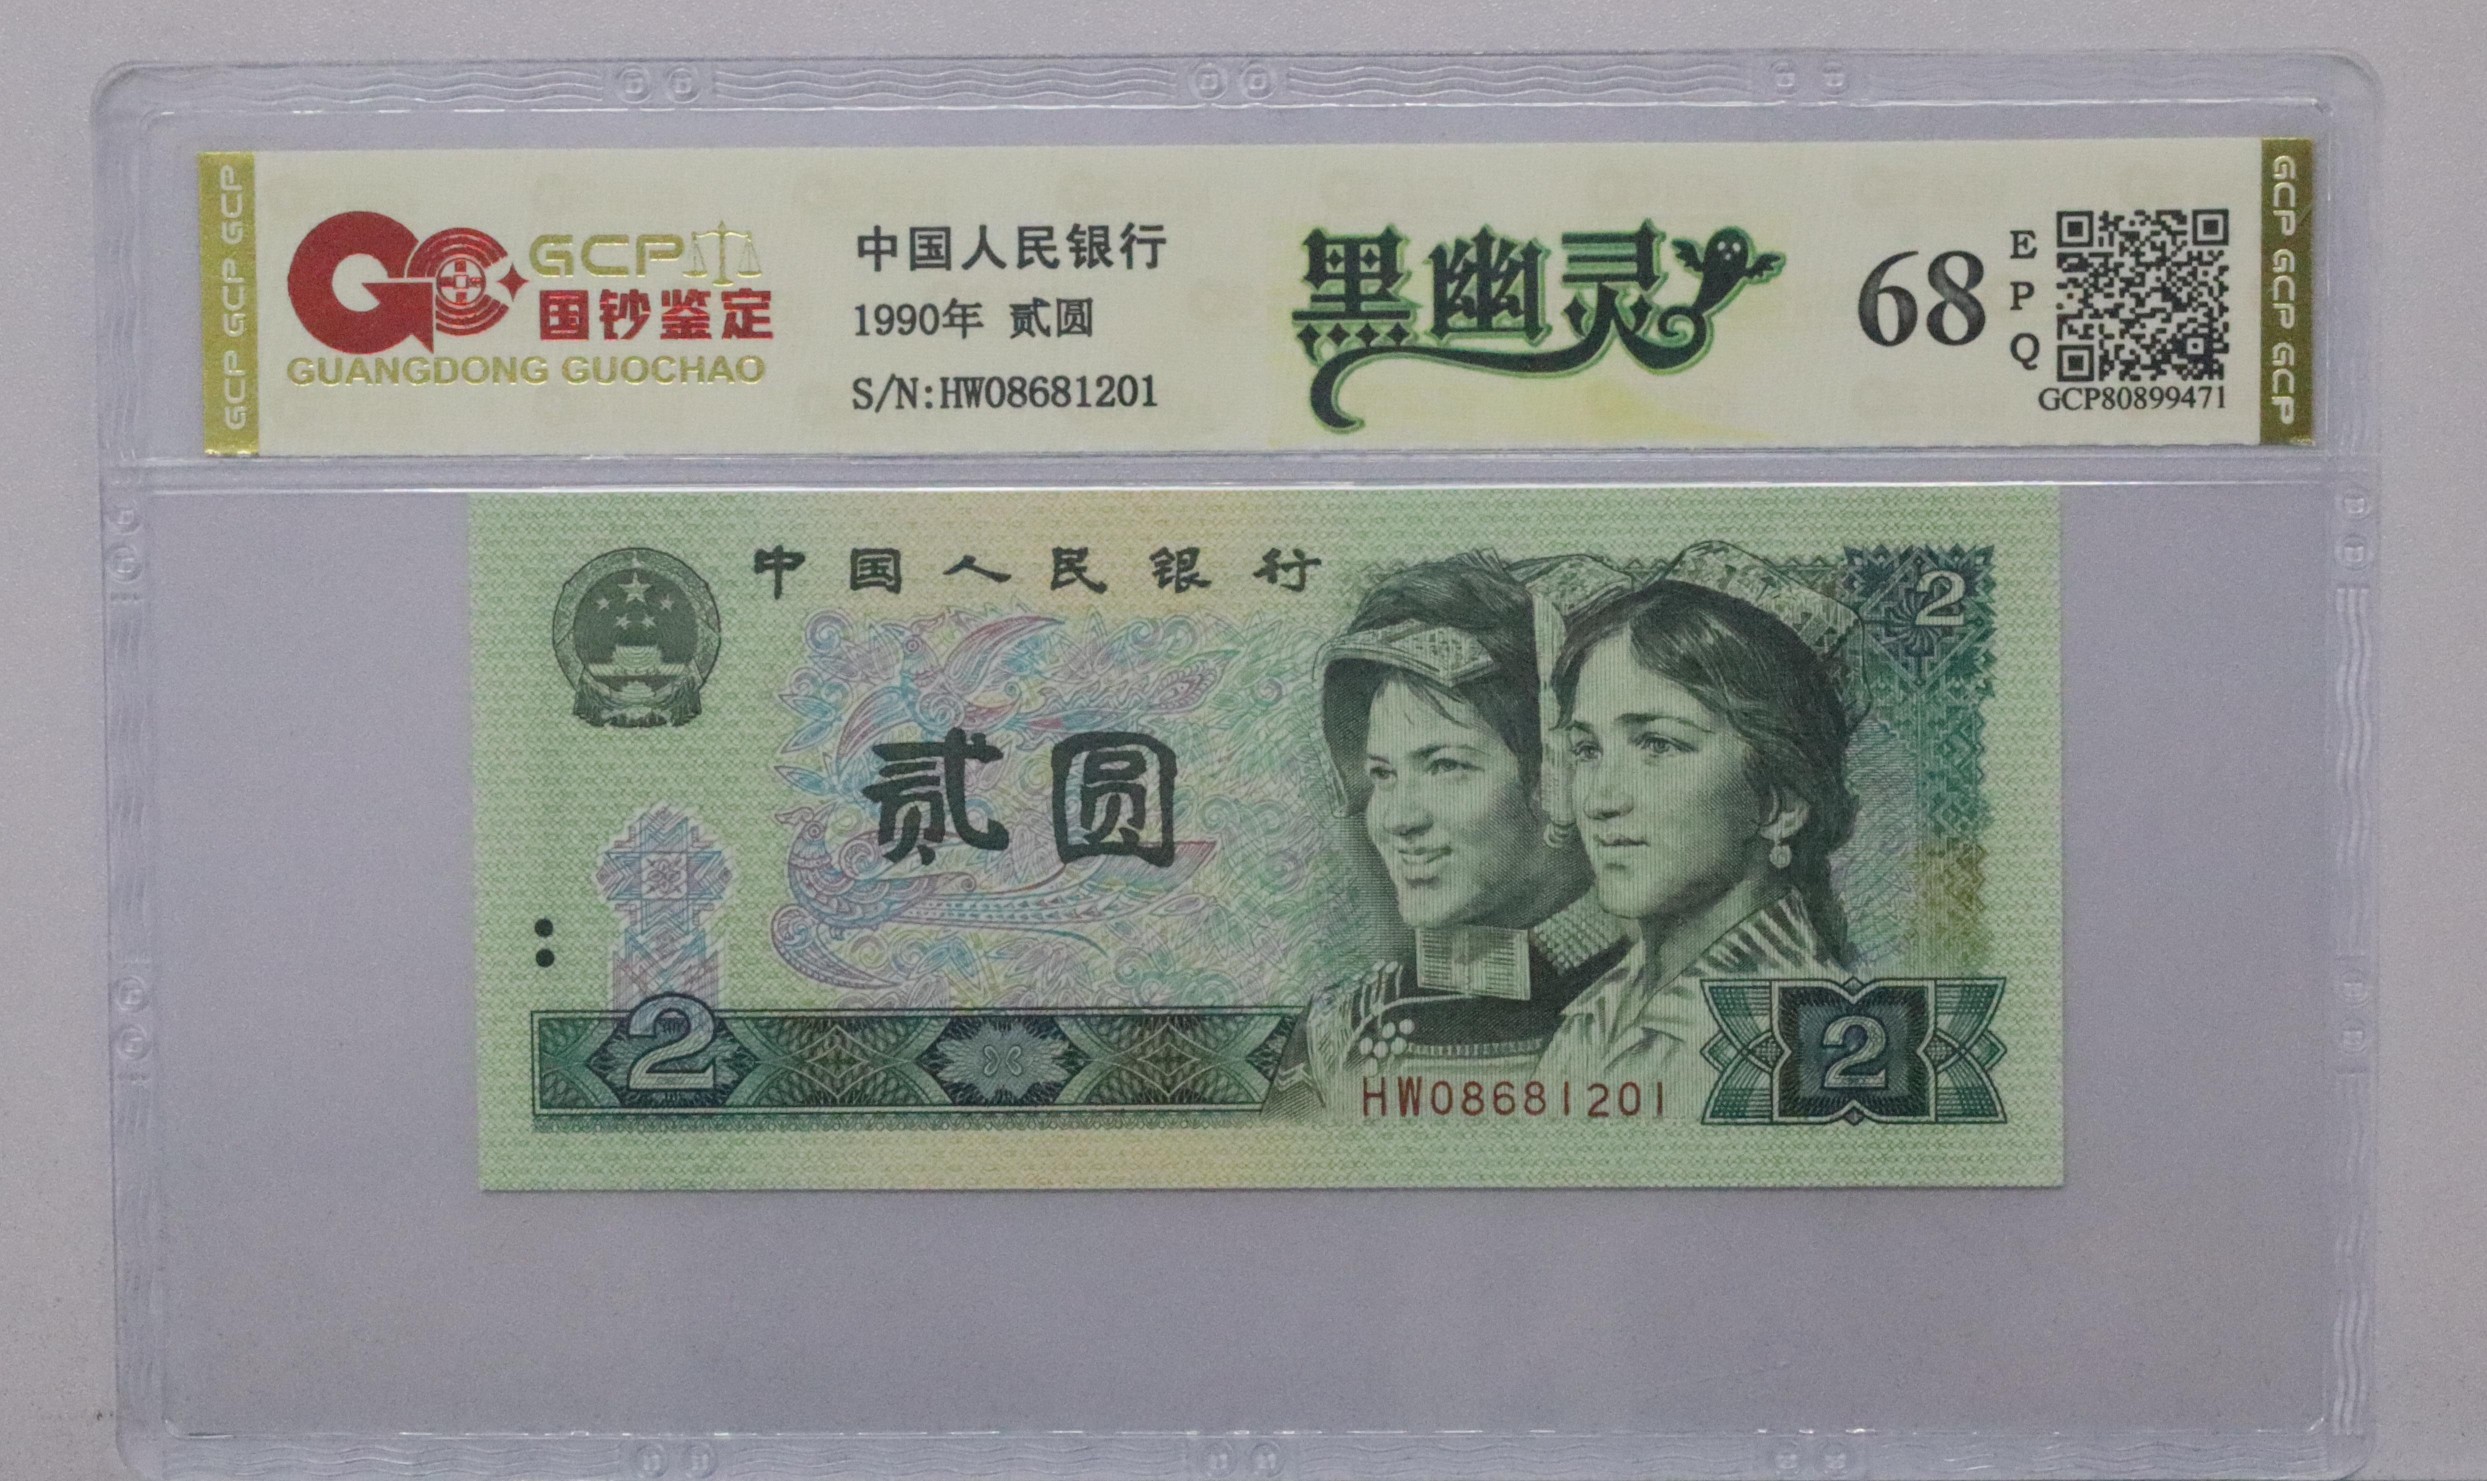 GCP GCP GCP
GCP
国钞鉴定
GUANGDONG GUOCHAO
中国人民银行
1990年 贰圆
S/N:HW08681201
黑幽灵
68
EPQ
GCP80899471
GCP GCP GCP
中国人民银行
2
贰圆
2
HW08681201
2